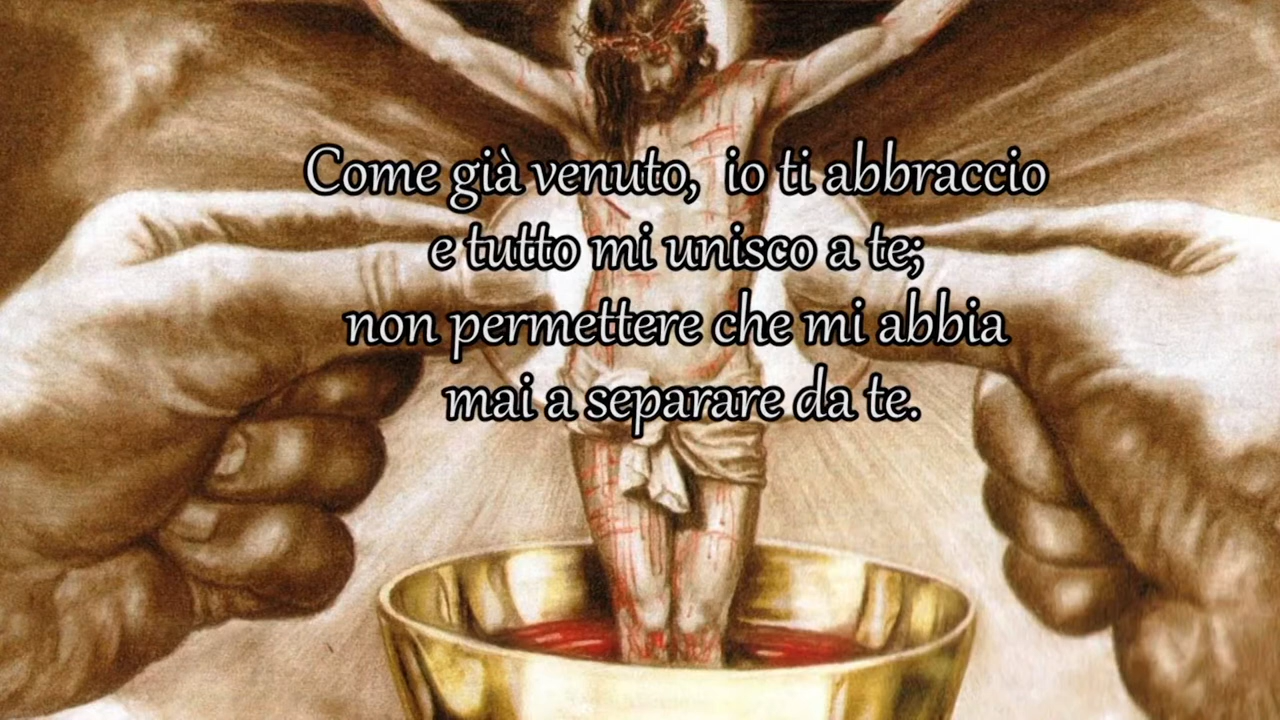 Come già venuto, io ti abbraccio
e tutto mi unisco a te;
non permettere che mi abbia
mai a separare da te.